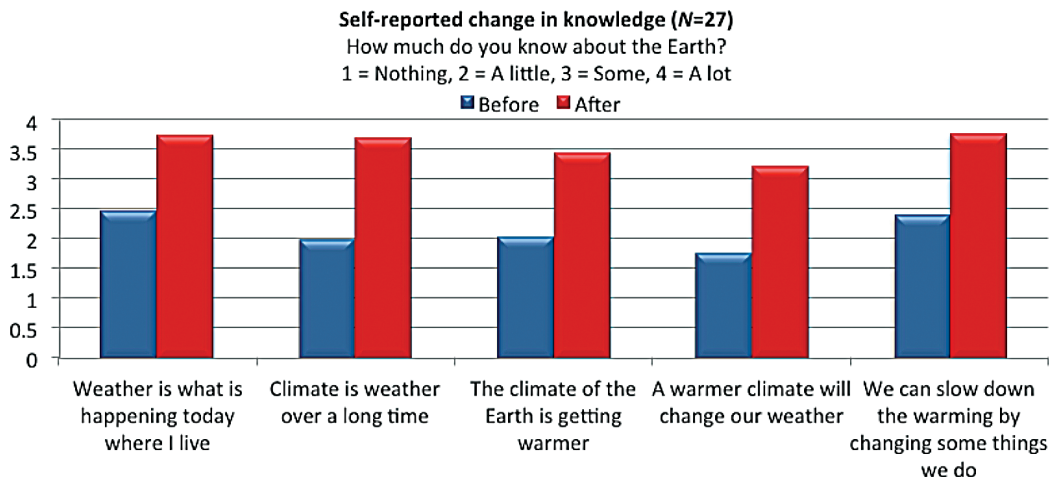 Self-reported change in knowledge (N=27)
How much do you know about the Earth?
1 = Nothing, 2 = A little, 3 = Some, 4 = A lot
Before After
4
3.5
3
2.5
2
1.5
1
0.5
0
Weather is what is
happening today
where I live
Climate is weather
over a long time
The climate of the
Earth is getting
warmer
A warmer climate will
change our weather
We can slow down
the warming by
changing some things
we do